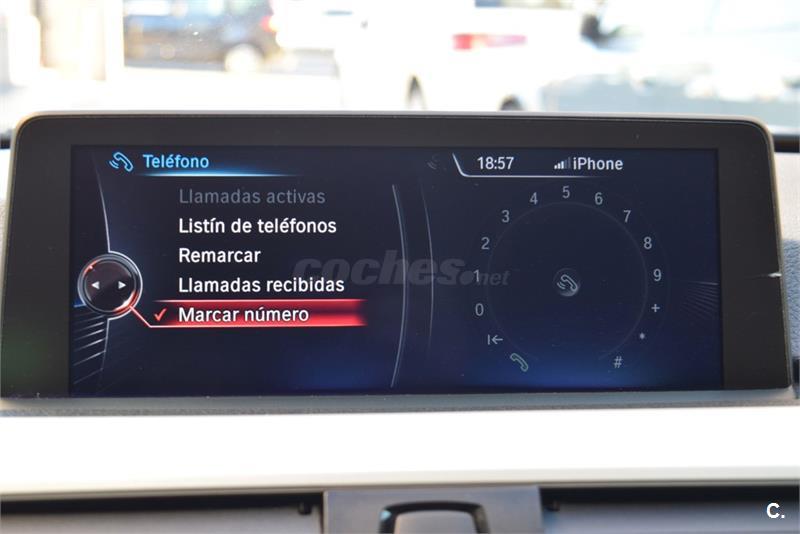 Teléfono
18:57 iPhone
Llamadas activas
Listín de teléfonos
Remarcar
Llamadas recibidas
✓ Marcar número
0 1 2 3 4 5 6 7 8 9 + * #
coches.net
C.